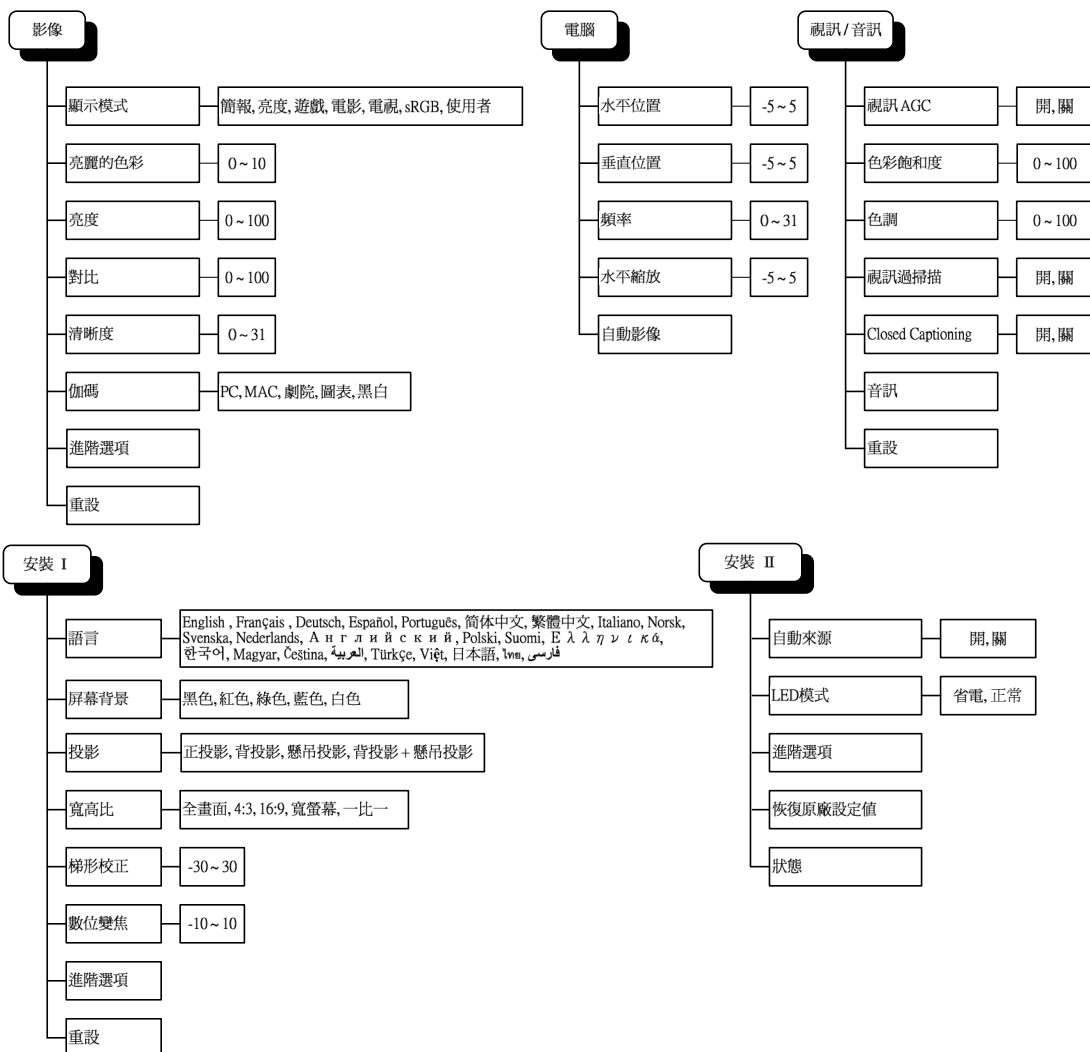 影像
顯示模式
簡報, 亮度, 遊戲, 電影, 電視, sRGB, 使用者
亮麗的色彩
0 ~ 10
亮度
0 ~ 100
對比
0 ~ 100
清晰度
0 ~ 31
伽碼
PC, MAC, 劇院, 圖表, 黑白
進階選項
重設
電腦
水平位置
-5 ~ 5
垂直位置
-5 ~ 5
頻率
0 ~ 31
水平縮放
-5 ~ 5
自動影像
視訊 / 音訊
視訊 AGC
開, 關
色彩飽和度
0 ~ 100
色調
0 ~ 100
視訊過掃描
開, 關
Closed Captioning
開, 關
音訊
重設
安裝 I
語言
English , Français , Deutsch, Español, Português, 简体中文, 繁體中文, Italiano, Norsk,
Svenska, Nederlands, Английский, Polski, Suomi, Ελληνικά,
한국어, Magyar, Čeština, العربية, Türkçe, Việt, 日本語, ไทย, فارسی
屏幕背景
黑色, 紅色, 綠色, 藍色, 白色
投影
正投影, 背投影, 懸吊投影, 背投影 + 懸吊投影
寬高比
全畫面, 4:3, 16:9, 寬螢幕, 一比一
梯形校正
-30 ~ 30
數位變焦
-10 ~ 10
進階選項
重設
安裝 II
自動來源
開, 關
LED模式
省電, 正常
進階選項
恢復原廠設定值
狀態